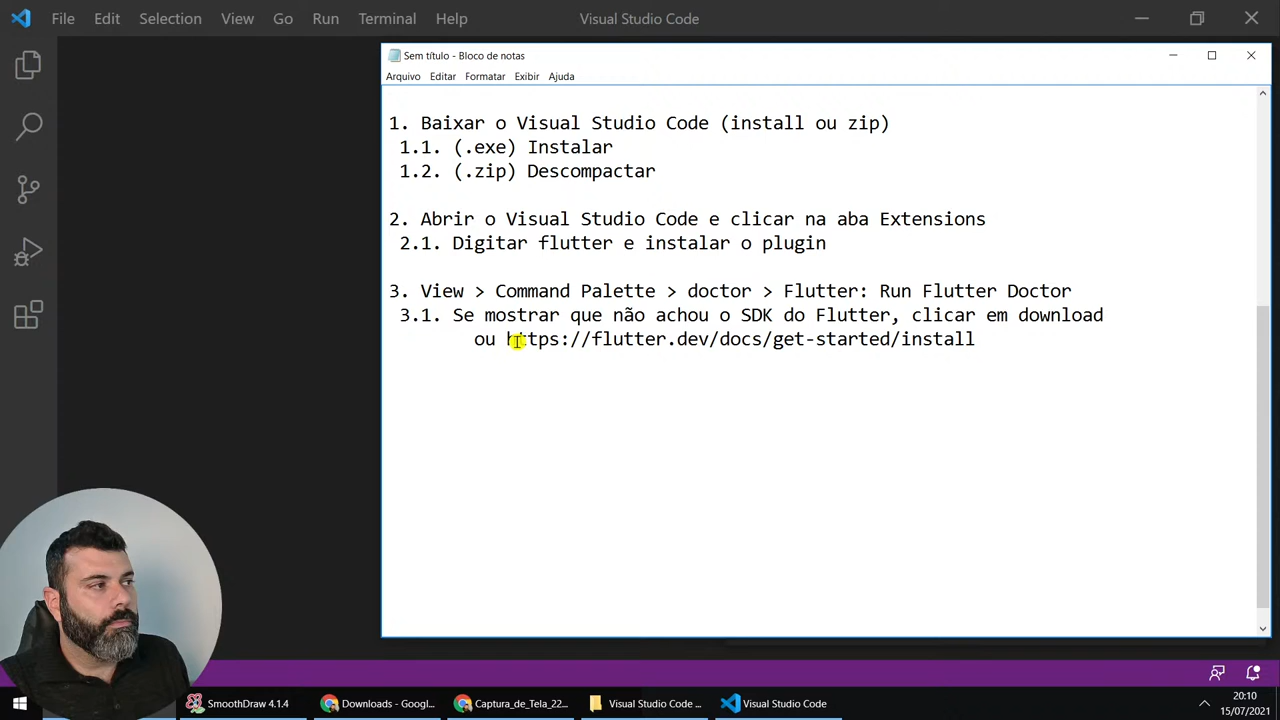 File Edit Selection View Go Run Terminal Help Visual Studio Code
Sem título - Bloco de notas
Arquivo Editar Formatar Exibir Ajuda
1. Baixar o Visual Studio Code (install ou zip)
1.1. (.exe) Instalar
1.2. (.zip) Descompactar
2. Abrir o Visual Studio Code e clicar na aba Extensions
2.1. Digitar flutter e instalar o plugin
3. View > Command Palette > doctor > Flutter: Run Flutter Doctor
3.1. Se mostrar que não achou o SDK do Flutter, clicar em download
ou https://flutter.dev/docs/get-started/install
SmoothDraw 4.1.4 Downloads - Googl... Captura_de_Tela_22... Visual Studio Code ... Visual Studio Code
20:10
15/07/2021